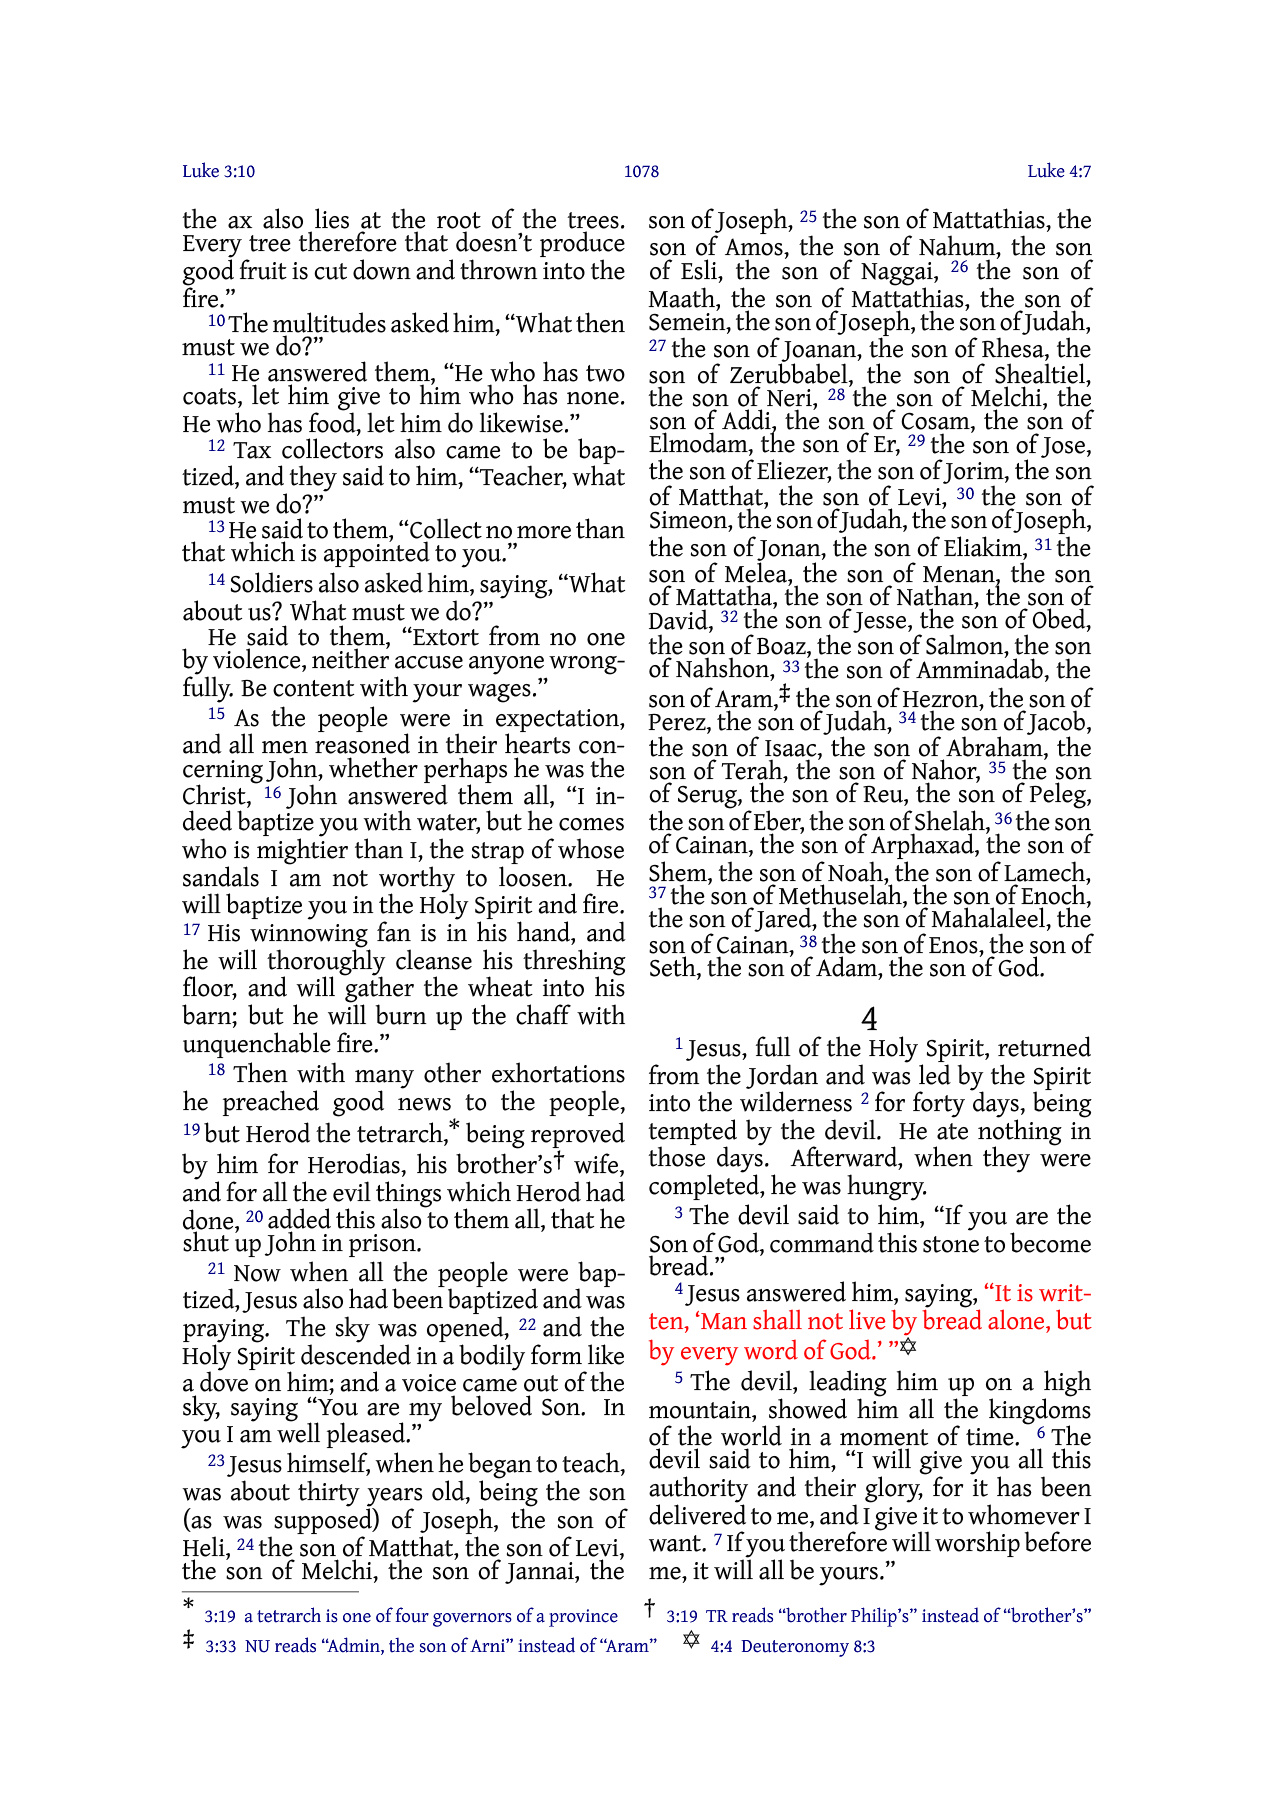 Luke 3:10 1078 Luke 4:7
the ax also lies at the root of the trees.
Every tree therefore that doesn’t produce
good fruit is cut down and thrown into the
fire.”
10 The multitudes asked him, “What then
must we do?”
11 He answered them, “He who has two
coats, let him give to him who has none.
He who has food, let him do likewise.”
12 Tax collectors also came to be bap-
tized, and they said to him, “Teacher, what
must we do?”
13 He said to them, “Collect no more than
that which is appointed to you.”
14 Soldiers also asked him, saying, “What
about us? What must we do?”
He said to them, “Extort from no one
by violence, neither accuse anyone wrong-
fully. Be content with your wages.”
15 As the people were in expectation,
and all men reasoned in their hearts con-
cerning John, whether perhaps he was the
Christ, 16 John answered them all, “I in-
deed baptize you with water, but he comes
who is mightier than I, the strap of whose
sandals I am not worthy to loosen. He
will baptize you in the Holy Spirit and fire.
17 His winnowing fan is in his hand, and
he will thoroughly cleanse his threshing
floor, and will gather the wheat into his
barn; but he will burn up the chaff with
unquenchable fire.”
18 Then with many other exhortations
he preached good news to the people,
19 but Herod the tetrarch,* being reproved
by him for Herodias, his brother’s† wife,
and for all the evil things which Herod had
done, 20 added this also to them all, that he
shut up John in prison.
21 Now when all the people were bap-
tized, Jesus also had been baptized and was
praying. The sky was opened, 22 and the
Holy Spirit descended in a bodily form like
a dove on him; and a voice came out of the
sky, saying “You are my beloved Son. In
you I am well pleased.”
23 Jesus himself, when he began to teach,
was about thirty years old, being the son
(as was supposed) of Joseph, the son of
Heli, 24 the son of Matthat, the son of Levi,
the son of Melchi, the son of Jannai, the
son of Joseph, 25 the son of Mattathias, the
son of Amos, the son of Nahum, the son
of Esli, the son of Naggai, 26 the son of
Maath, the son of Mattathias, the son of
Semein, the son of Joseph, the son of Judah,
27 the son of Joanan, the son of Rhesa, the
son of Zerubbabel, the son of Shealtiel,
the son of Neri, 28 the son of Melchi, the
son of Addi, the son of Cosam, the son of
Elmodam, the son of Er, 29 the son of Jose,
the son of Eliezer, the son of Jorim, the son
of Matthat, the son of Levi, 30 the son of
Simeon, the son of Judah, the son of Joseph,
the son of Jonan, the son of Eliakim, 31 the
son of Melea, the son of Menan, the son
of Mattatha, the son of Nathan, the son of
David, 32 the son of Jesse, the son of Obed,
the son of Boaz, the son of Salmon, the son
of Nahshon, 33 the son of Amminadab, the
son of Aram,‡ the son of Hezron, the son of
Perez, the son of Judah, 34 the son of Jacob,
the son of Isaac, the son of Abraham, the
son of Terah, the son of Nahor, 35 the son
of Serug, the son of Reu, the son of Peleg,
the son of Eber, the son of Shelah, 36 the son
of Cainan, the son of Arphaxad, the son of
Shem, the son of Noah, the son of Lamech,
37 the son of Methuselah, the son of Enoch,
the son of Jared, the son of Mahalaleel, the
son of Cainan, 38 the son of Enos, the son of
Seth, the son of Adam, the son of God.
4
1 Jesus, full of the Holy Spirit, returned
from the Jordan and was led by the Spirit
into the wilderness 2 for forty days, being
tempted by the devil. He ate nothing in
those days. Afterward, when they were
completed, he was hungry.
3 The devil said to him, “If you are the
Son of God, command this stone to become
bread.”
4 Jesus answered him, saying, “It is writ-
ten, ‘Man shall not live by bread alone, but
by every word of God.’ ”✡
5 The devil, leading him up on a high
mountain, showed him all the kingdoms
of the world in a moment of time. 6 The
devil said to him, “I will give you all this
authority and their glory, for it has been
delivered to me, and I give it to whomever I
want. 7 If you therefore will worship before
me, it will all be yours.”
* 3:19 a tetrarch is one of four governors of a province † 3:19 TR reads “brother Philip’s” instead of “brother’s”
‡ 3:33 NU reads “Admin, the son of Arni” instead of “Aram” ✡ 4:4 Deuteronomy 8:3